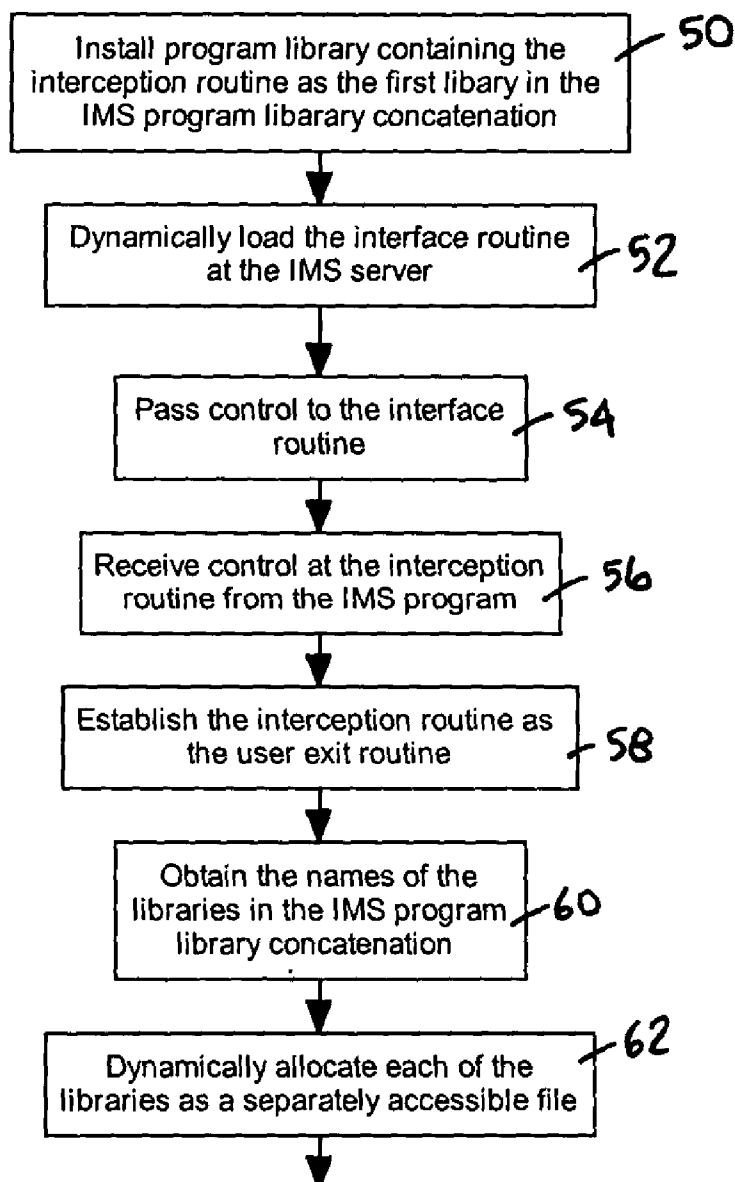 Install program library containing the
interception routine as the first libary in the
IMS program libarary concatenation
50
Dynamically load the interface routine
at the IMS server
52
Pass control to the interface
routine
54
Receive control at the interception
routine from the IMS program
56
Establish the interception routine as
the user exit routine
58
Obtain the names of the
libraries in the IMS program
library concatenation
60
Dynamically allocate each of the
libraries as a separately accessible file
62